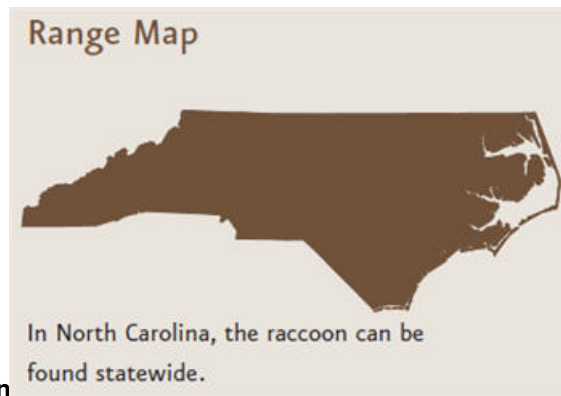 Range Map
In North Carolina, the raccoon can be
found statewide.
n